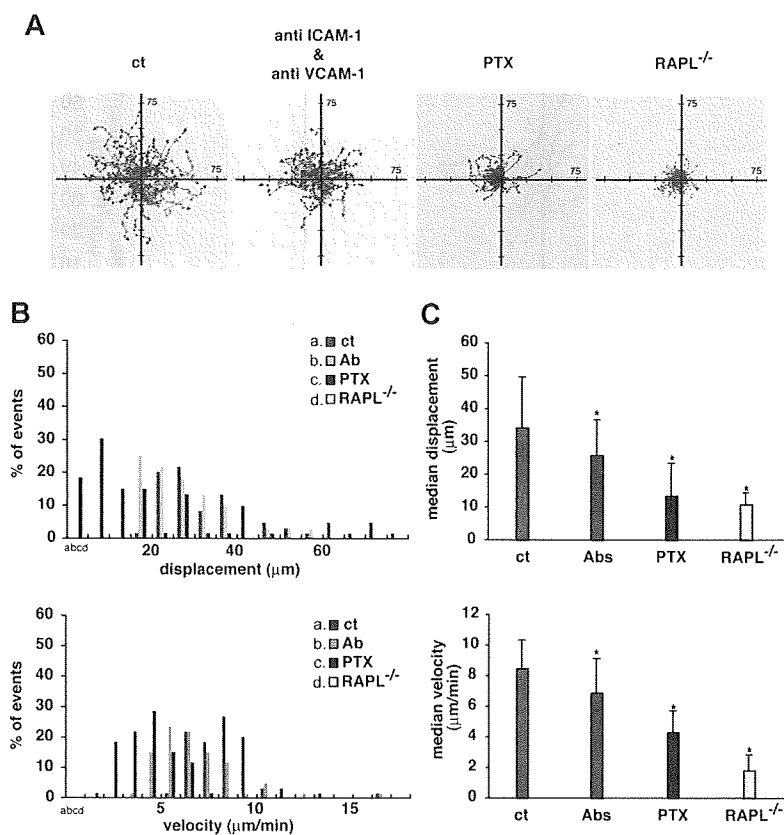 A
ct
anti ICAM-1
&
anti VCAM-1
PTX
RAPL-/-
75
75
75
75
75
75
75
75
B
60
50
40
30
20
10
0
% of events
a. ct
b. Ab
c. PTX
d. RAPL-/-
abcd
20
40
60
displacement (μm)
C
60
50
40
30
20
10
0
median displacement
(μm)
*
*
*
ct
Abs
PTX
RAPL-/-
60
50
40
30
20
10
0
% of events
a. ct
b. Ab
c. PTX
d. RAPL-/-
abcd
5
10
15
velocity (μm/min)
12
10
8
6
4
2
0
median velocity
(μm/min)
*
*
*
ct
Abs
PTX
RAPL-/-